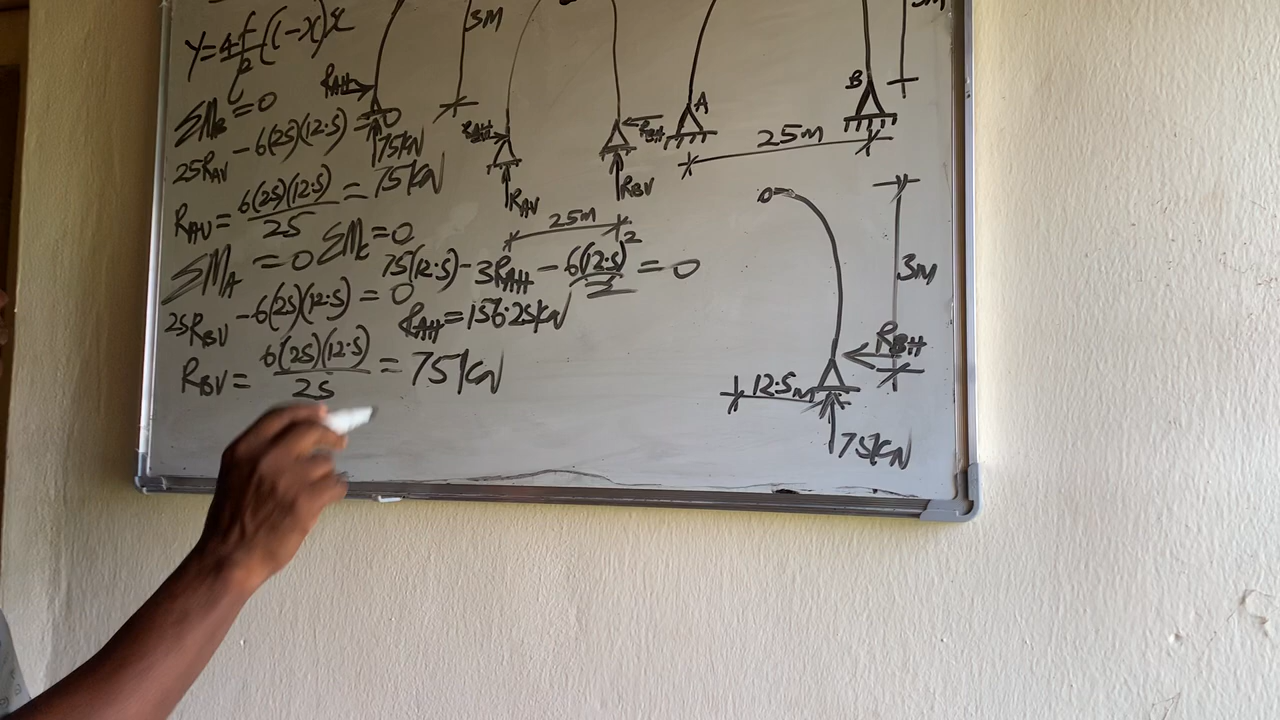 Y=4f/L²(L-x)x
ΣMB=0
25RAV-6(25)(12.5)=0
RAV=6(25)(12.5)/25=75KN
ΣMA=0
25RBV-6(25)(12.5)=0
RBV=6(25)(12.5)/25=75KN
ΣMC=0
75(12.5)-3RAH-6(12.5)²/2=0
RAH=156.25KN
3M
RAH
75KN
RAH
RBH
RAV
RBV
25M
A
B
3M
25M
3M
RBH
12.5M
75KN